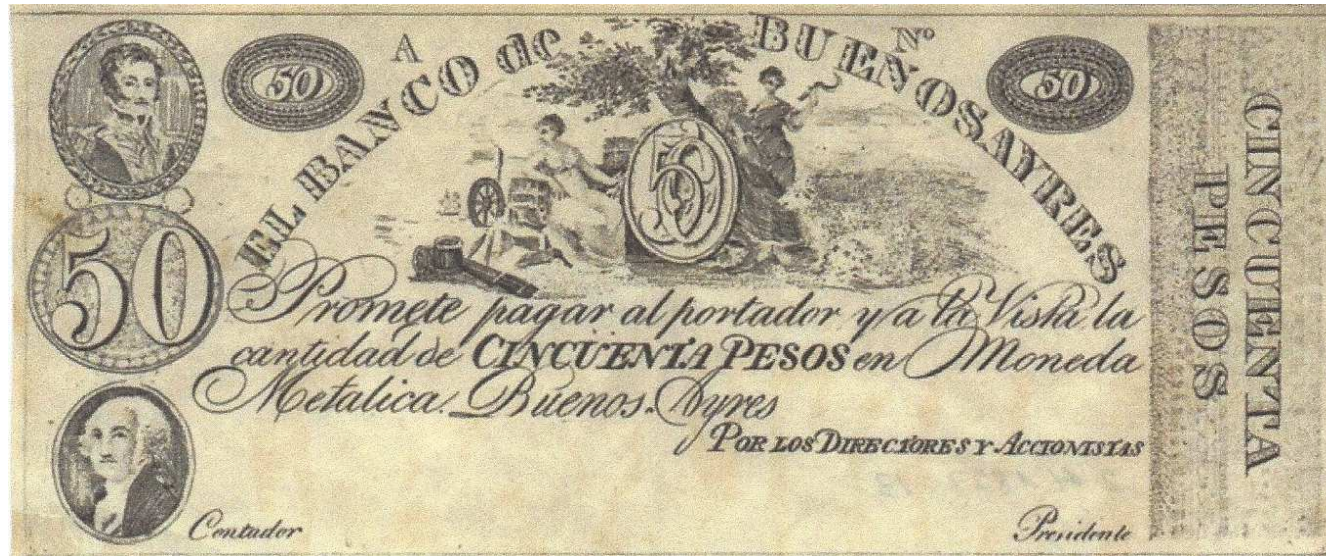 A
Nº
50
50
EL BANCO de BUEÑOS AYRES
50
50
Promete pagar al portador y a la Vista la
cantidad de CINCUENTA PESOS en Moneda
Metalica. Buenos. Ayres
POR LOS DIRECTORES Y ACCIONISTAS
Contador
Presidente
CINCUENTA
PESOS